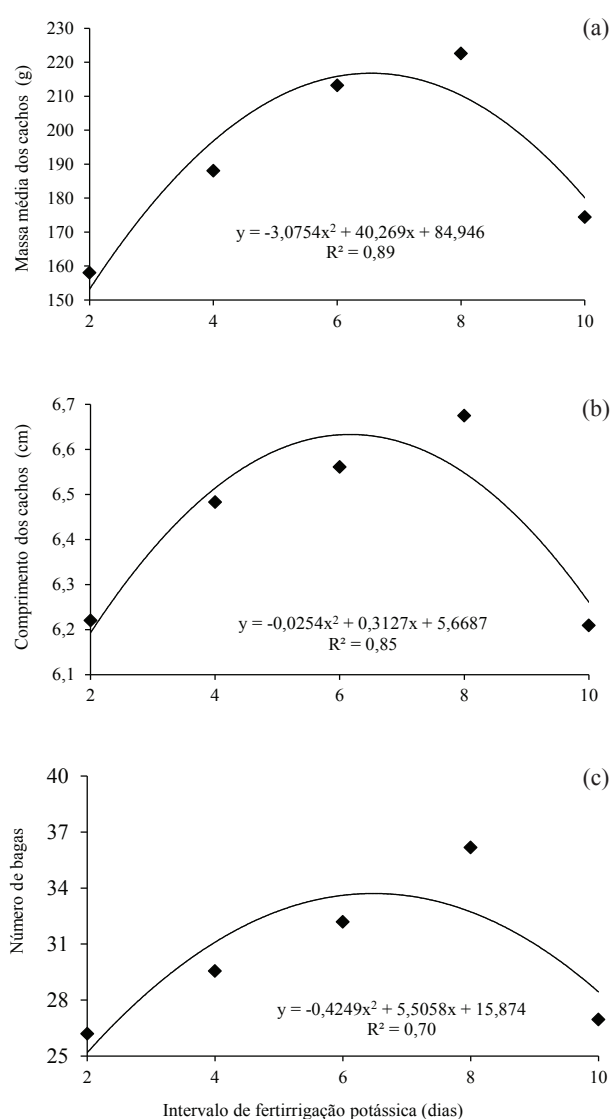 (a)
Massa média dos cachos (g)
230
220
210
200
190
180
170
160
150
y = -3,0754x² + 40,269x + 84,946
R² = 0,89
2 4 6 8 10
(b)
Comprimento dos cachos (cm)
6,7
6,6
6,5
6,4
6,3
6,2
6,1
y = -0,0254x² + 0,3127x + 5,6687
R² = 0,85
2 4 6 8 10
(c)
Número de bagas
40
37
34
31
28
25
y = -0,4249x² + 5,5058x + 15,874
R² = 0,70
2 4 6 8 10
Intervalo de fertirrigação potássica (dias)